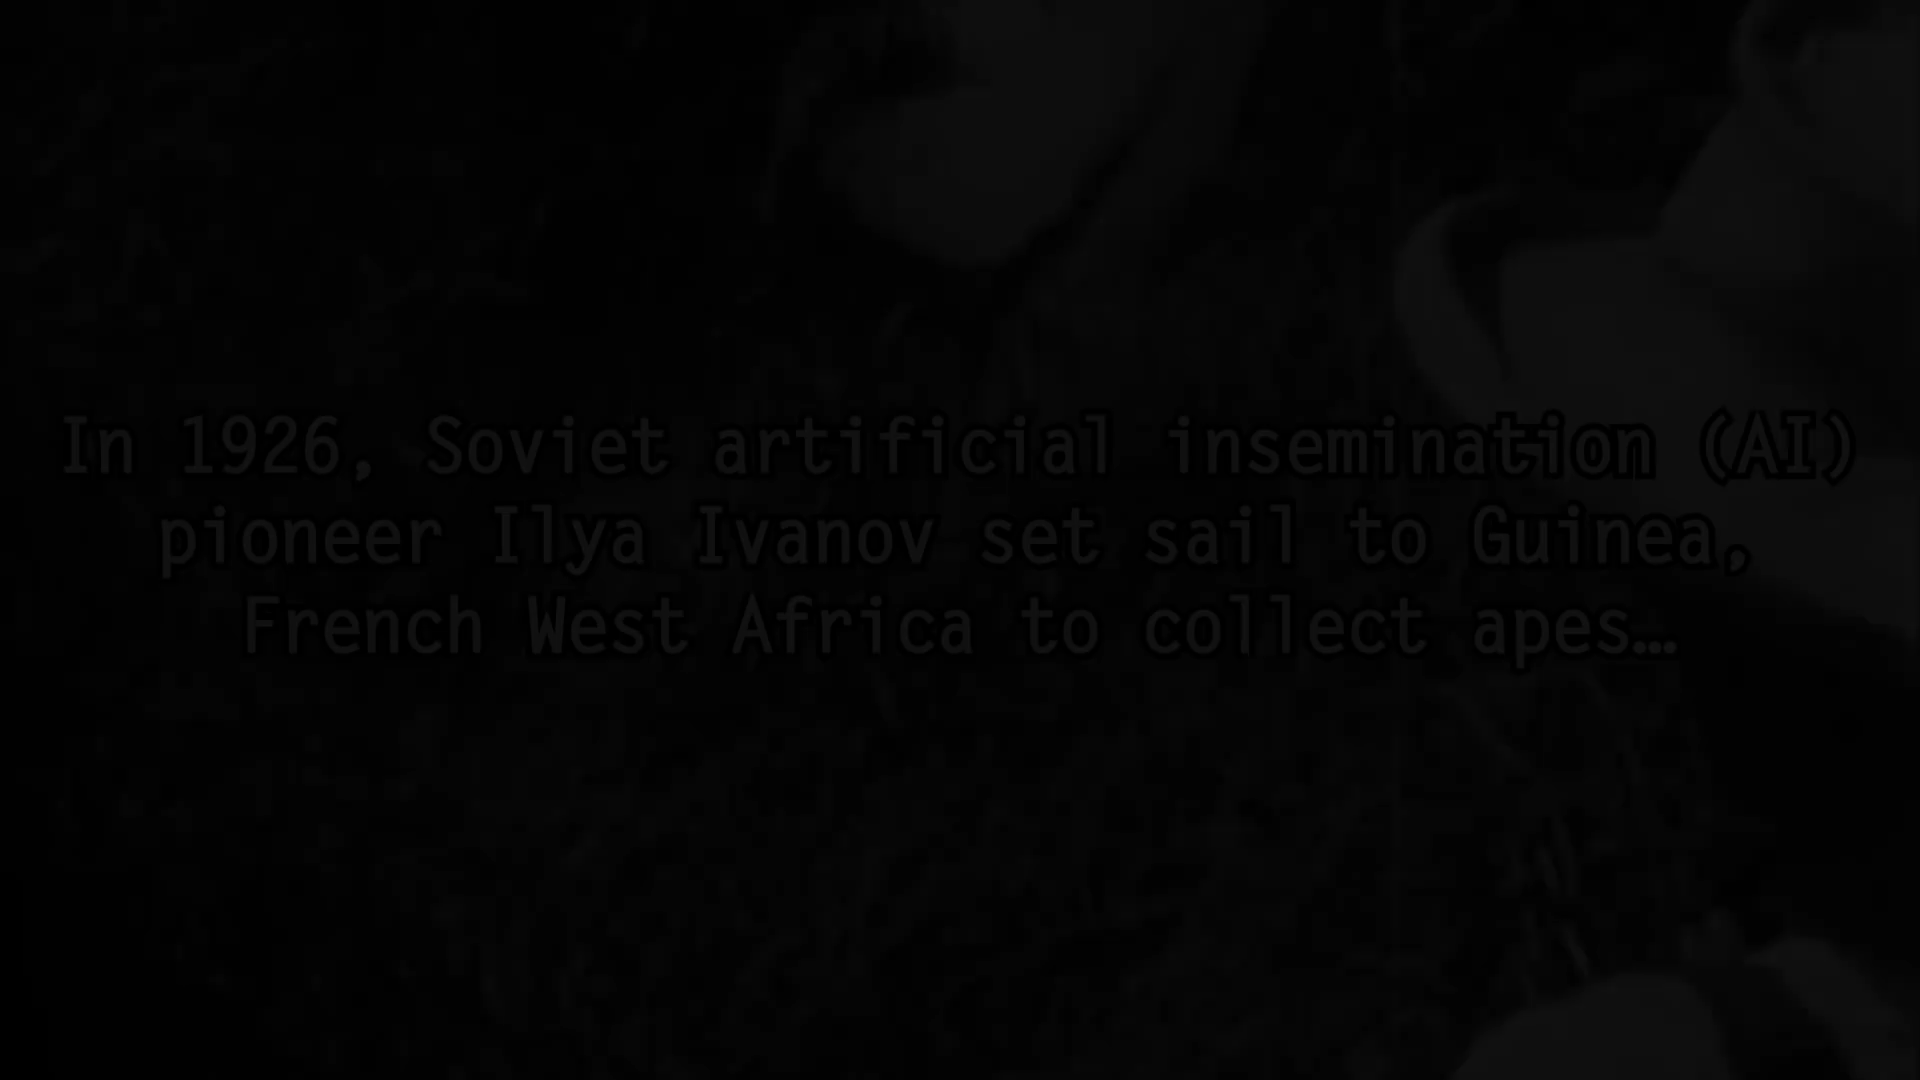 In 1926, Soviet artificial insemination (AI)
pioneer Ilya Ivanov set sail to Guinea,
French West Africa to collect apes…